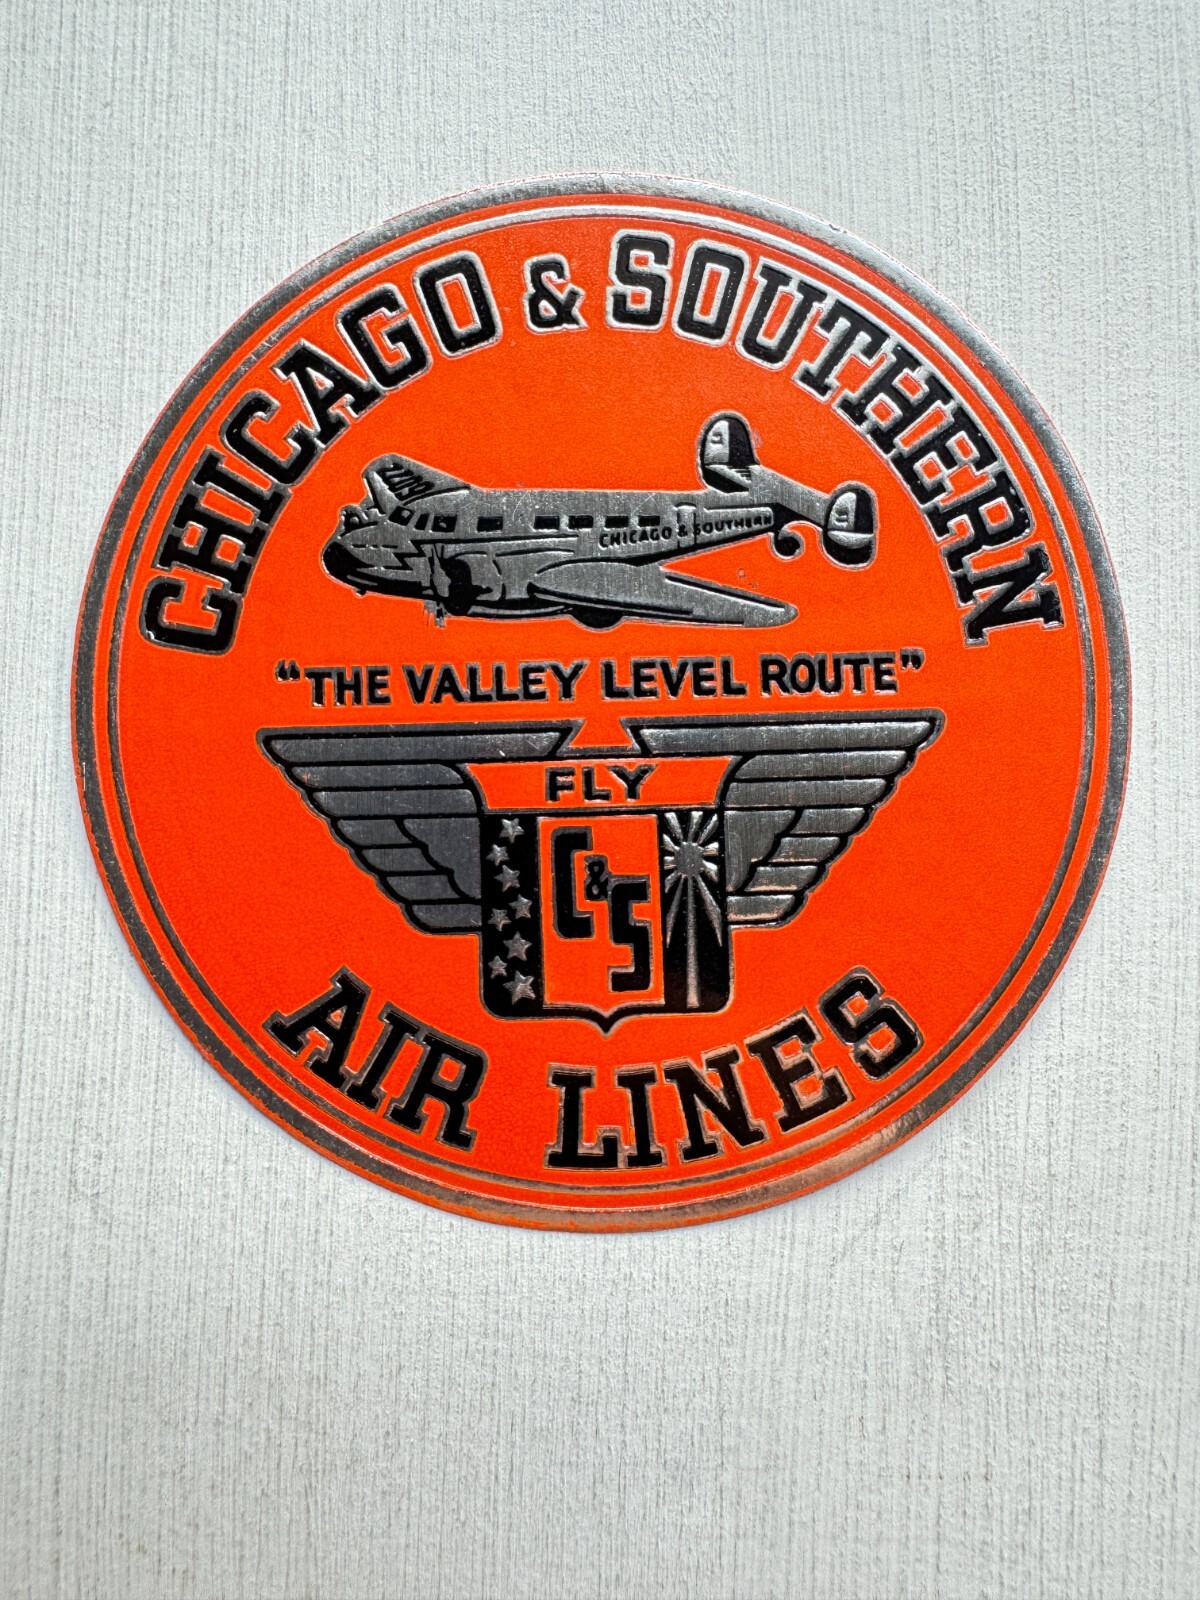 CHICAGO & SOUTHERN
CHICAGO & SOUTHERN
"THE VALLEY LEVEL ROUTE"
FLY
C&S
AIR LINES